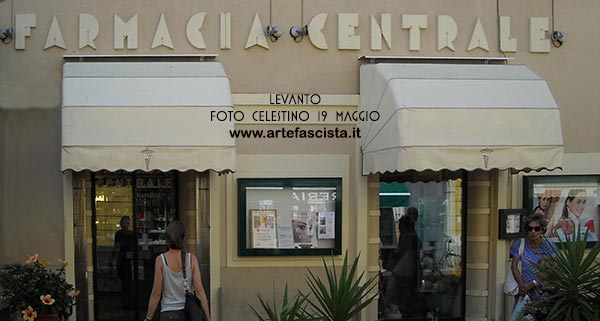 FARMACIA CENTRALE
LEVANTO
FOTO CELESTINO 19 MAGGIO
www.artefascista.it